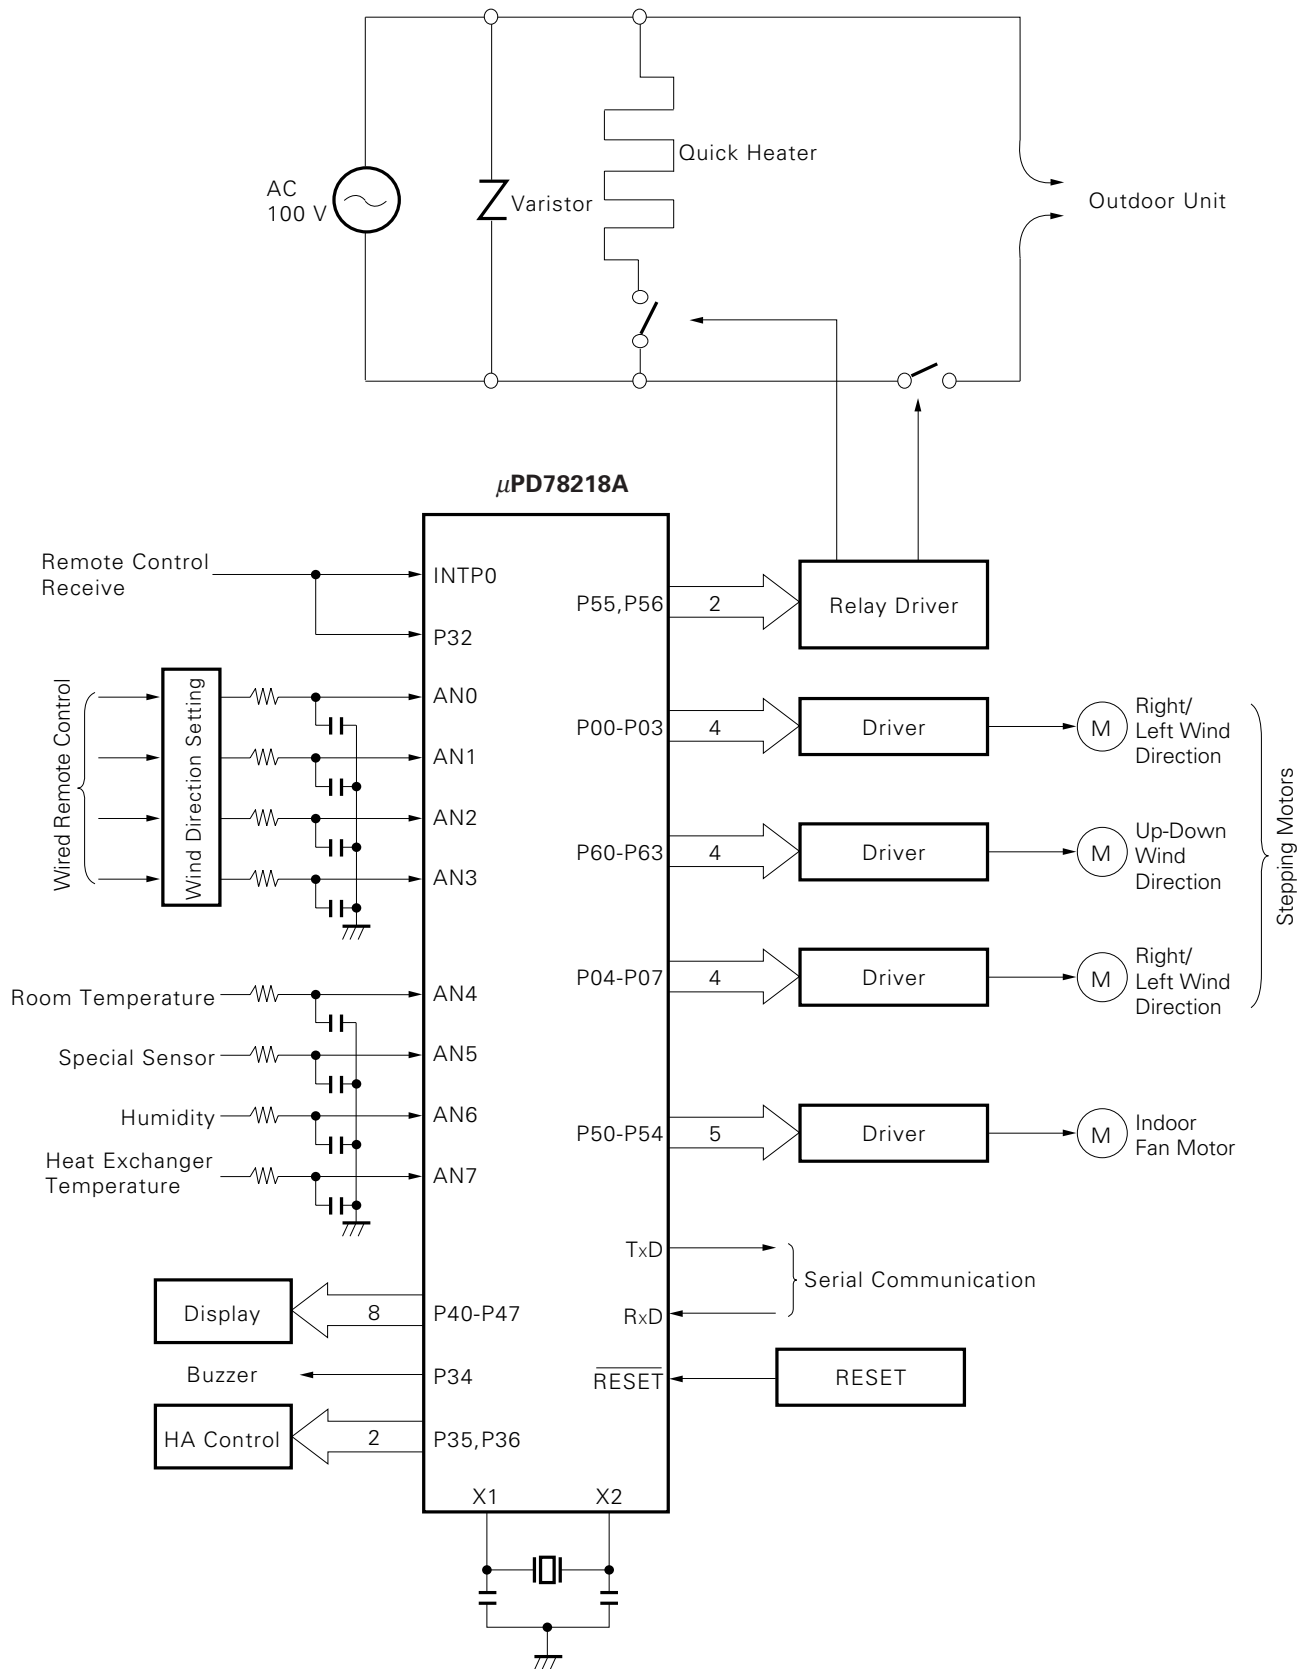 AC
100 V
Varistor
Quick Heater
Outdoor Unit
μPD78218A
Remote Control
Receive
INTP0
P32
Wired Remote Control
Wind Direction Setting
AN0
AN1
AN2
AN3
Room Temperature
AN4
Special Sensor
AN5
Humidity
AN6
Heat Exchanger
Temperature
AN7
Display
8
P40-P47
Buzzer
P34
HA Control
2
P35,P36
X1
X2
P55,P56
2
Relay Driver
P00-P03
4
Driver
M
Right/
Left Wind
Direction
P60-P63
4
Driver
M
Up-Down
Wind
Direction
P04-P07
4
Driver
M
Right/
Left Wind
Direction
Stepping Motors
P50-P54
5
Driver
M
Indoor
Fan Motor
TxD
RxD
Serial Communication
RESET
RESET